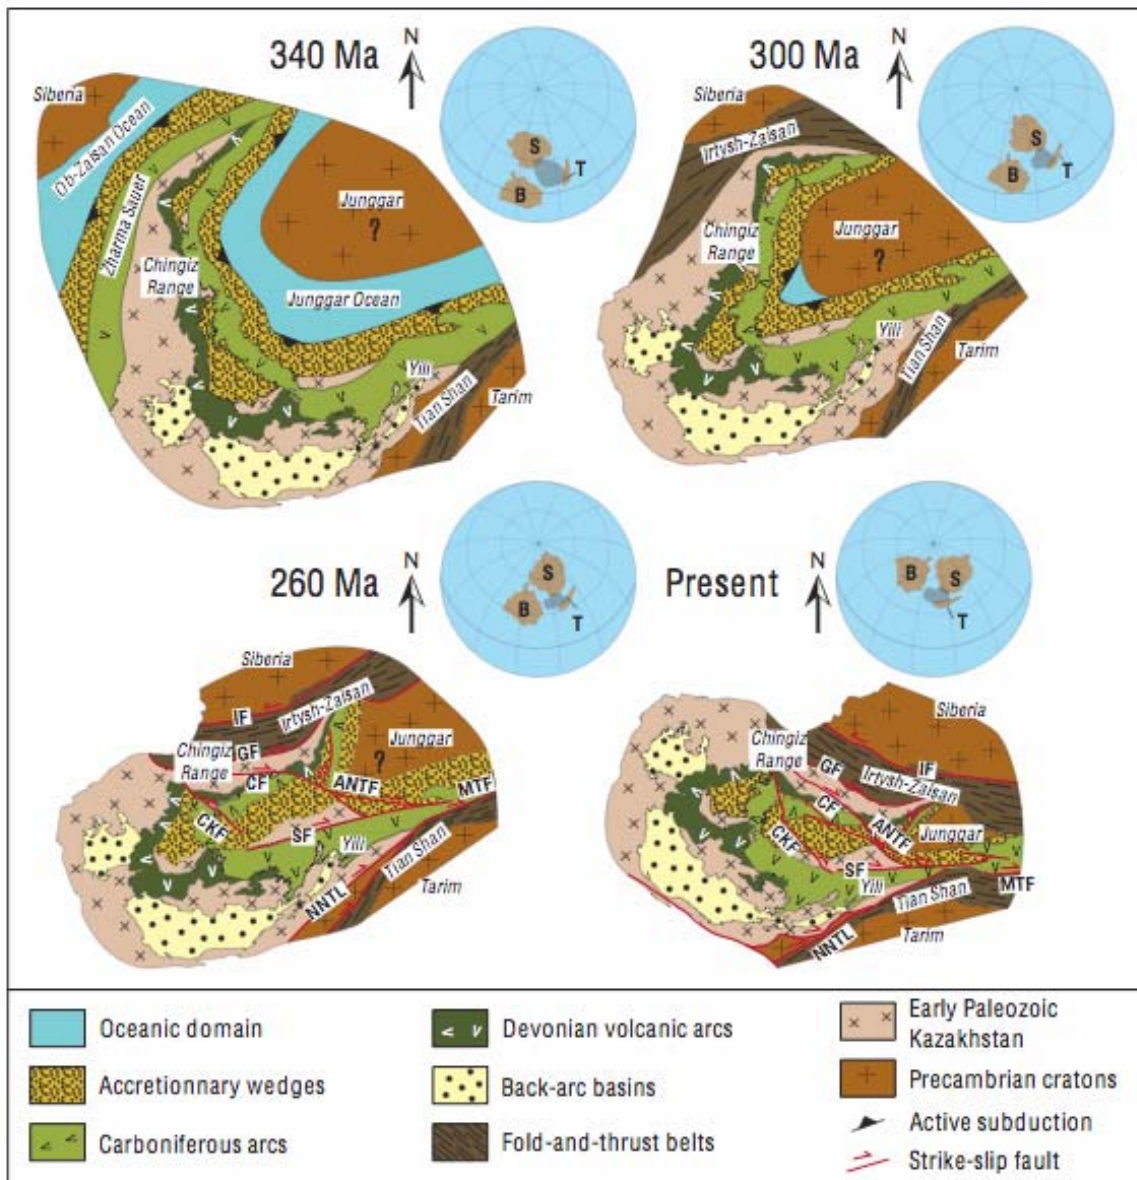 340 Ma
N
S
T
B
Siberia
Ob-Zaisan Ocean
Zharma Sauer
Chingiz
Range
Junggar
?
Junggar Ocean
Yili
Tian Shan
Tarim
300 Ma
N
S
T
B
Siberia
Irtysh-Zaisan
Chingiz
Range
Junggar
?
Yili
Tian Shan
Tarim
260 Ma
N
S
B
T
Siberia
IF
Irtysh-Zaisan
GF
Chingiz
Range
CF
Junggar
?
ANTF
MTF
CKF
SF
Yili
NNTL
Tian Shan
Tarim
Present
N
B
S
T
Siberia
Chingiz
Range
GF
IF
Irtysh-Zaisan
CF
ANTF
Junggar
CKF
SF
MTF
Yili
Tian Shan
NNTL
Tarim
Oceanic domain
Accretionnary wedges
Carboniferous arcs
Devonian volcanic arcs
Back-arc basins
Fold-and-thrust belts
Early Paleozoic
Kazakhstan
Precambrian cratons
Active subduction
Strike-slip fault